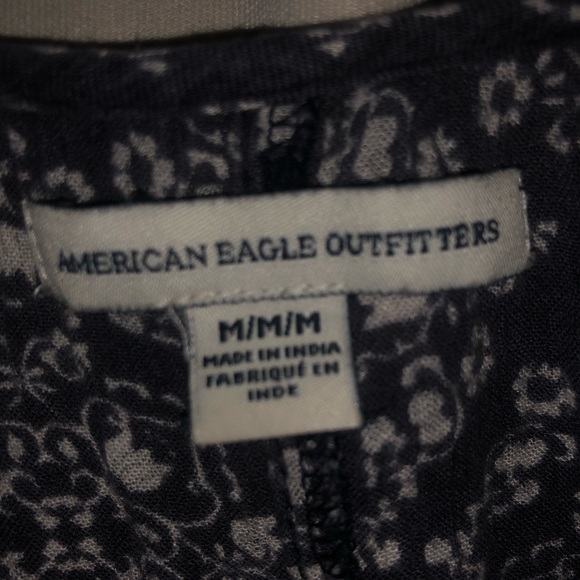 AMERICAN EAGLE OUTFITTERS
M/M/M
MADE IN INDIA
FABRIQUÉ EN
INDE